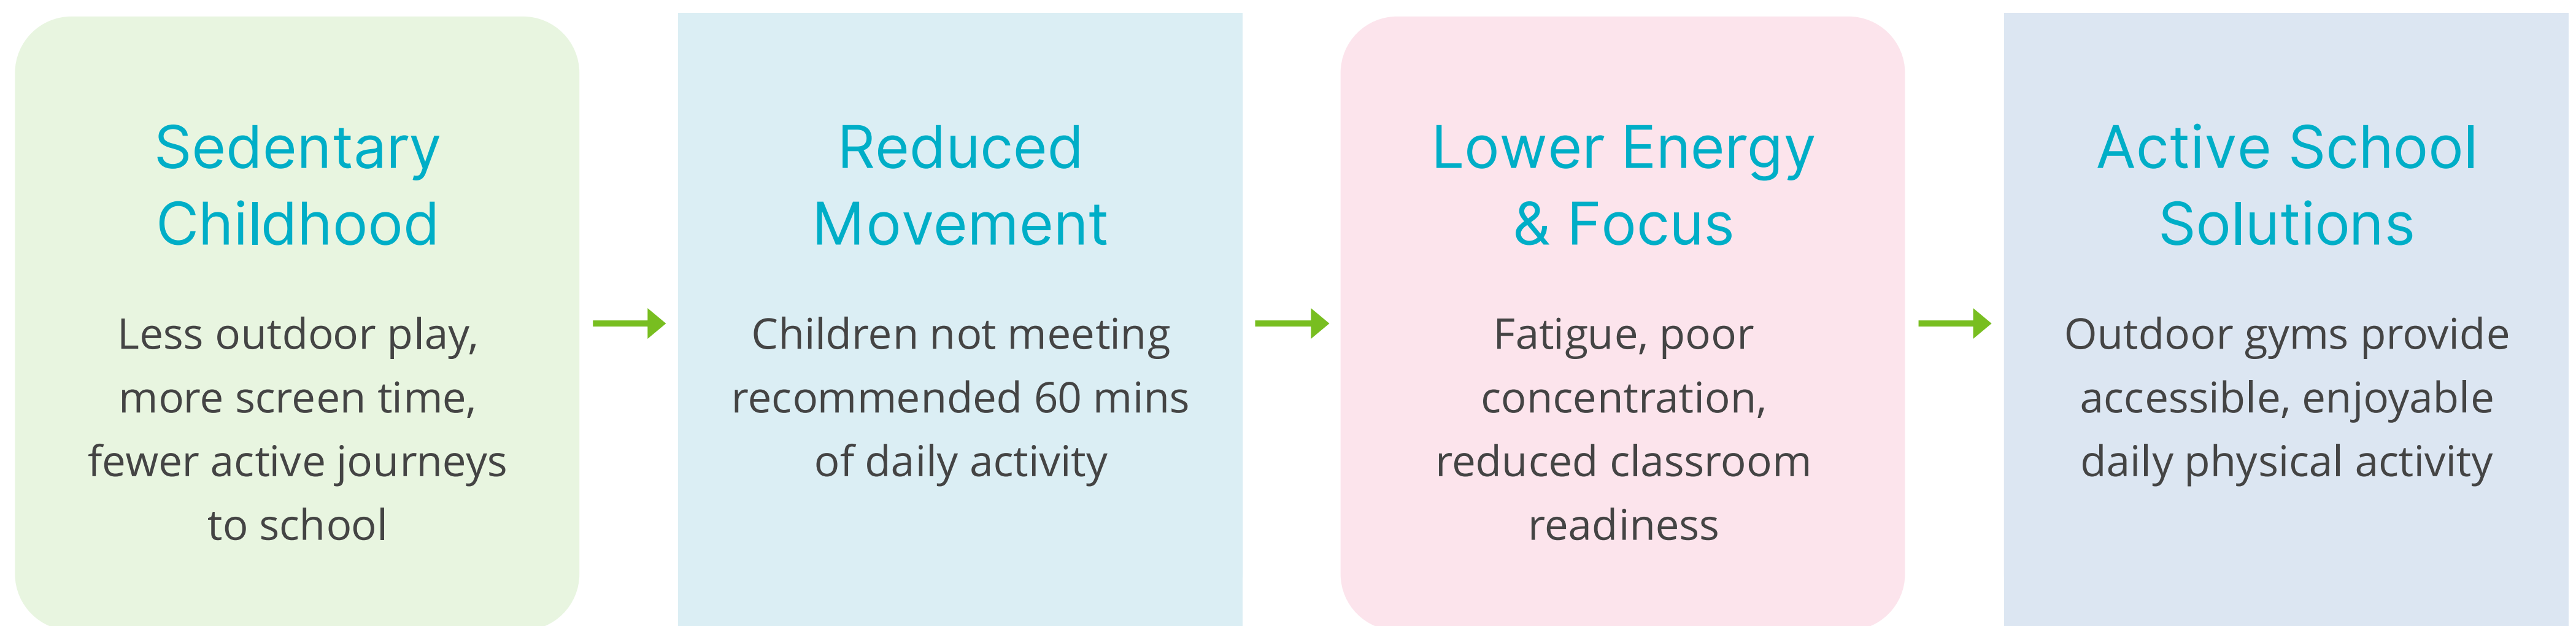 Sedentary
Childhood
Less outdoor play,
more screen time,
fewer active journeys
to school
Reduced
Movement
Children not meeting
recommended 60 mins
of daily activity
Lower Energy
& Focus
Fatigue, poor
concentration,
reduced classroom
readiness
Active School
Solutions
Outdoor gyms provide
accessible, enjoyable
daily physical activity